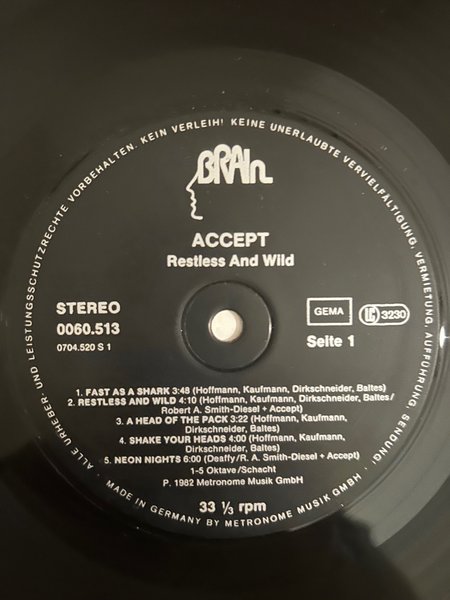 ALLE URHEBER- UND LEISTUNGSSCHUTZRECHTE VORBEHALTEN. KEIN VERLEIH! KEINE UNERLAUBTE VERVIELFÄLTIGUNG, VERMIETUNG, AUFFÜHRUNG, SENDUNG!
BRAIN
ACCEPT
Restless And Wild
STEREO
0060.513
0704.520 S 1
GEMA
LC 3230
Seite 1
1. FAST AS A SHARK 3:48 (Hoffmann, Kaufmann, Dirkschneider, Baltes)
2. RESTLESS AND WILD 4:10 (Hoffmann, Kaufmann, Dirkschneider, Baltes/
Robert A. Smith-Diesel + Accept)
3. A HEAD OF THE PACK 3:22 (Hoffmann, Kaufmann,
Dirkschneider, Baltes)
4. SHAKE YOUR HEADS 4:00 (Hoffmann, Kaufmann,
Dirkschneider, Baltes)
5. NEON NIGHTS 6:00 (Deaffy/R. A. Smith-Diesel + Accept)
1-5 Oktave/Schacht
P. 1982 Metronome Musik GmbH
33 ⅓ rpm
· MADE IN GERMANY BY METRONOME MUSIK GMBH ·